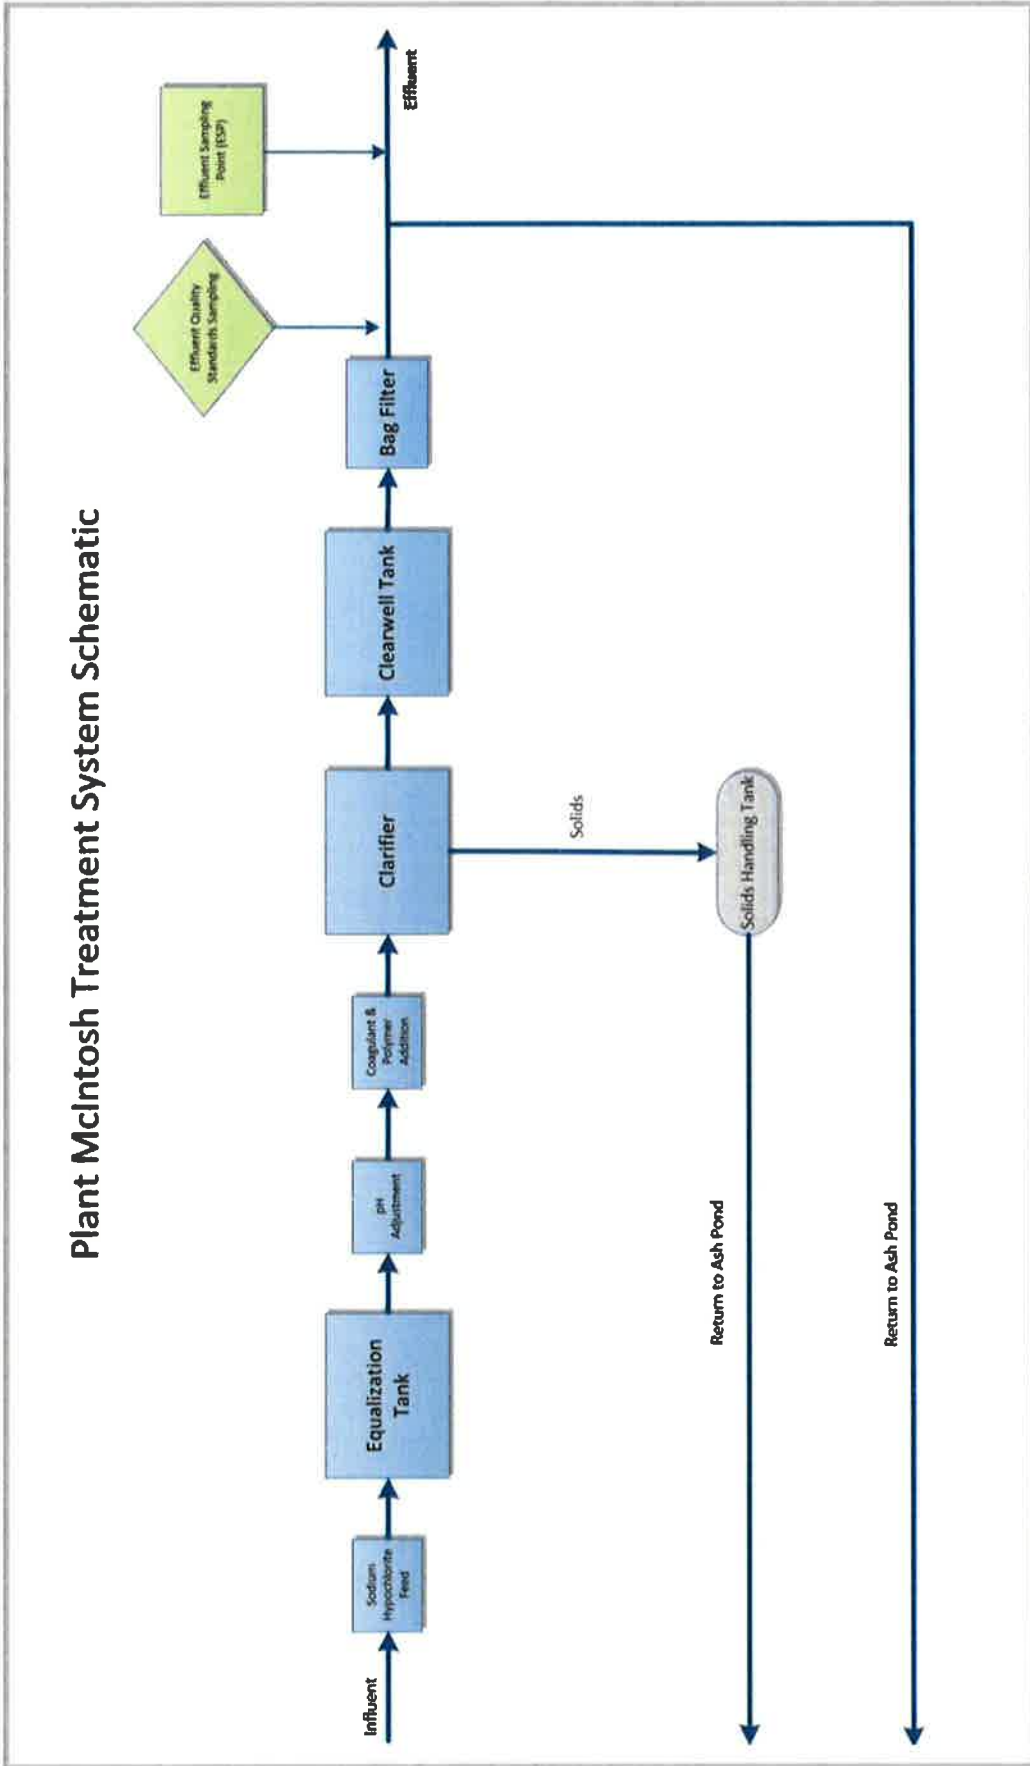 Plant McIntosh Treatment System Schematic
Influent
Sodium
Hypochlorite
Feed
Equalization
Tank
pH
Adjustment
Coagulant &
Polymer
Addition
Clarifier
Clearwell Tank
Bag Filter
Effluent Quality
Standards Sampling
Effluent Sampling
Point (ESP)
Effluent
Solids
Solids Handling Tank
Return to Ash Pond
Return to Ash Pond